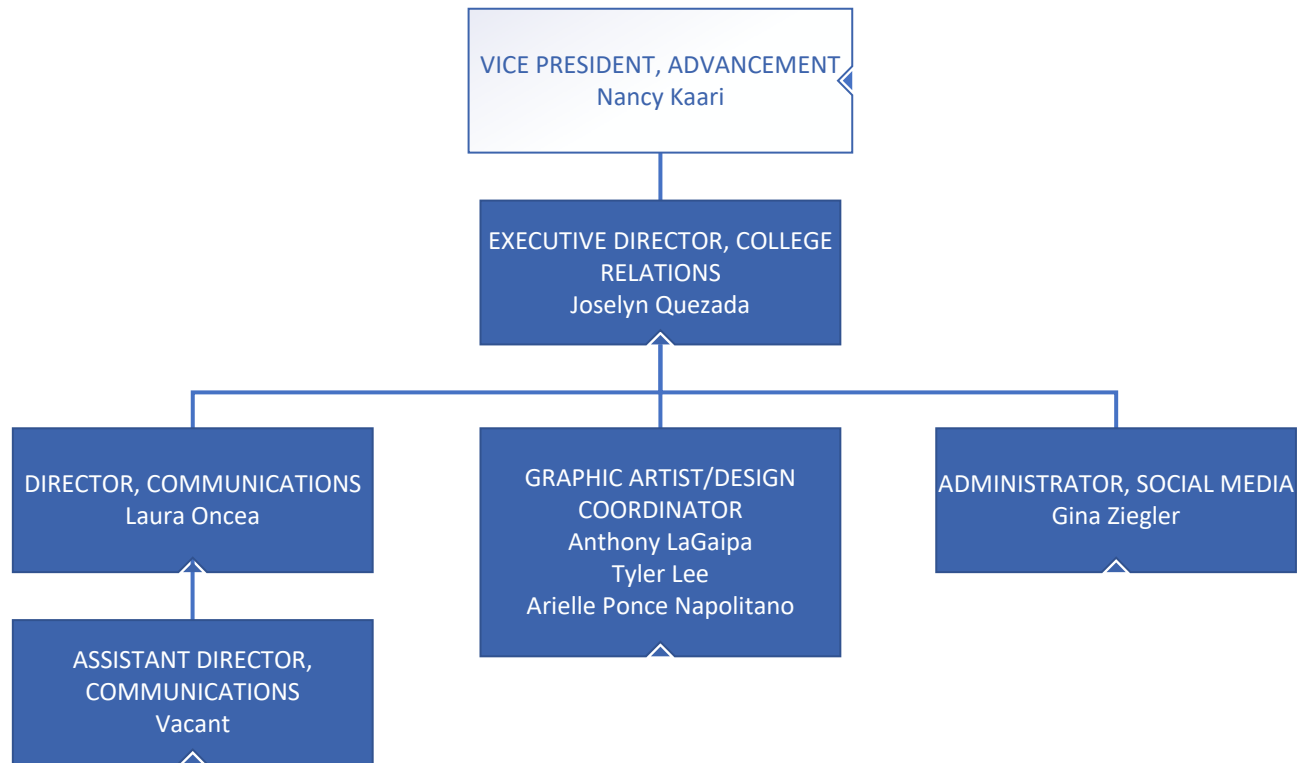 VICE PRESIDENT, ADVANCEMENT
Nancy Kaari
EXECUTIVE DIRECTOR, COLLEGE
RELATIONS
Joselyn Quezada
DIRECTOR, COMMUNICATIONS
Laura Oncea
GRAPHIC ARTIST/DESIGN
COORDINATOR
Anthony LaGaipa
Tyler Lee
Arielle Ponce Napolitano
ADMINISTRATOR, SOCIAL MEDIA
Gina Ziegler
ASSISTANT DIRECTOR,
COMMUNICATIONS
Vacant